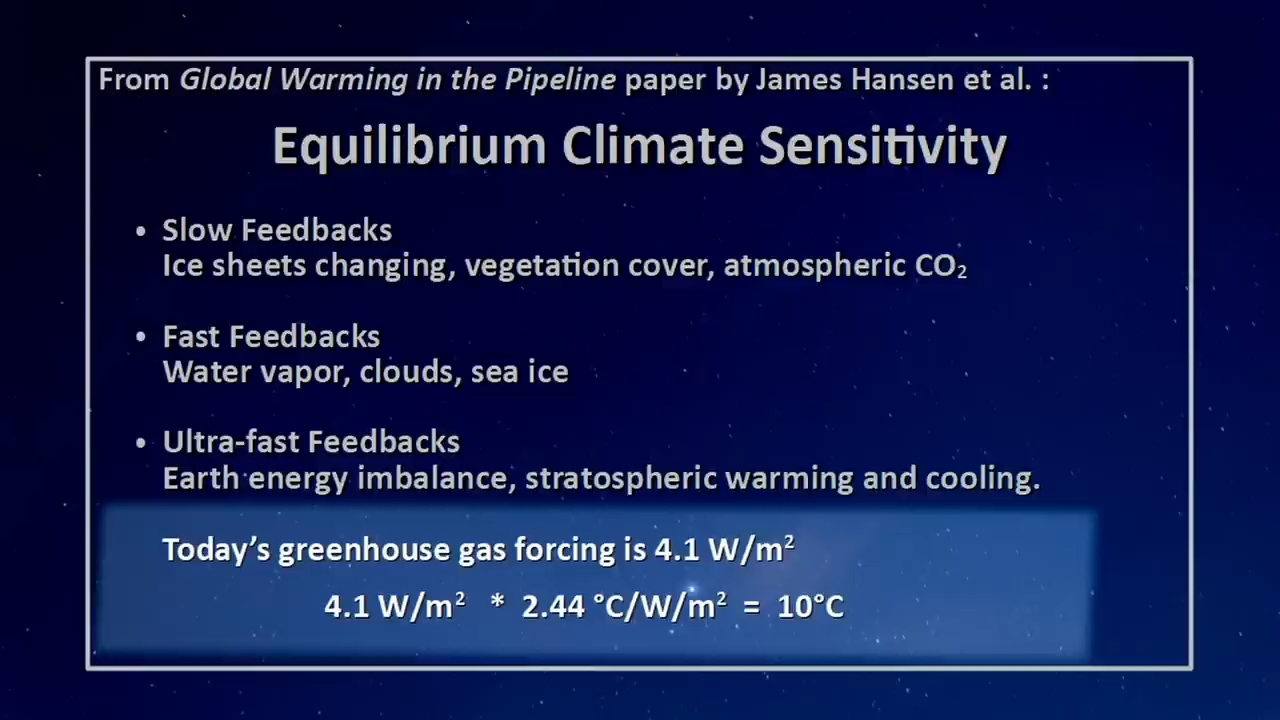 From Global Warming in the Pipeline paper by James Hansen et al. :
Equilibrium Climate Sensitivity
• Slow Feedbacks
Ice sheets changing, vegetation cover, atmospheric CO₂
• Fast Feedbacks
Water vapor, clouds, sea ice
• Ultra-fast Feedbacks
Earth energy imbalance, stratospheric warming and cooling.
Today’s greenhouse gas forcing is 4.1 W/m²
4.1 W/m² * 2.44 °C/W/m² = 10°C